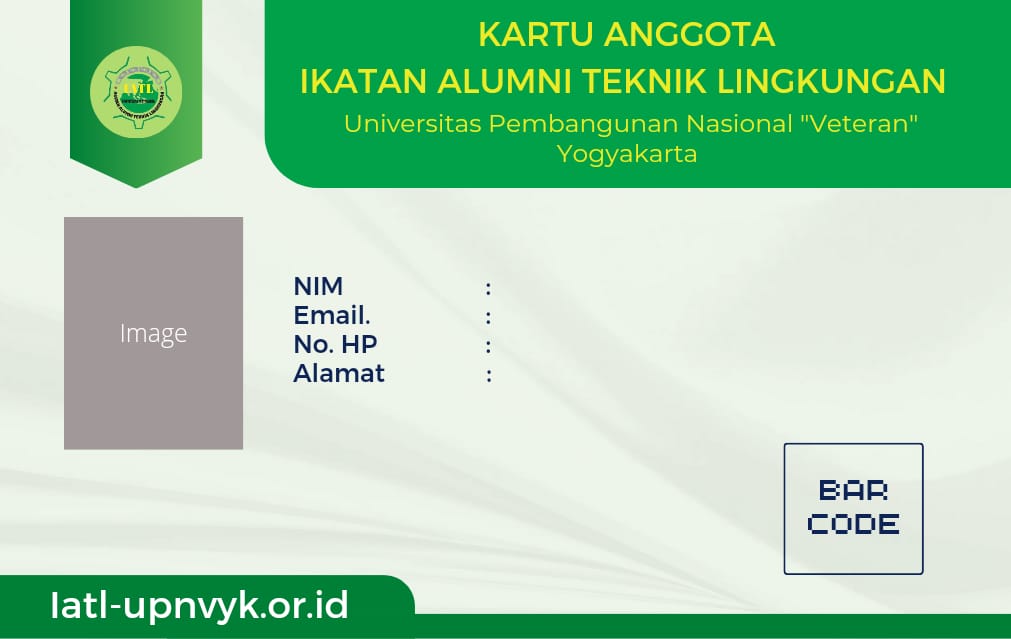 KARTU ANGGOTA
IKATAN ALUMNI TEKNIK LINGKUNGAN
Universitas Pembangunan Nasional "Veteran"
Yogyakarta
Image
NIM :
Email. :
No. HP :
Alamat :
BAR
CODE
Iatl-upnvyk.or.id